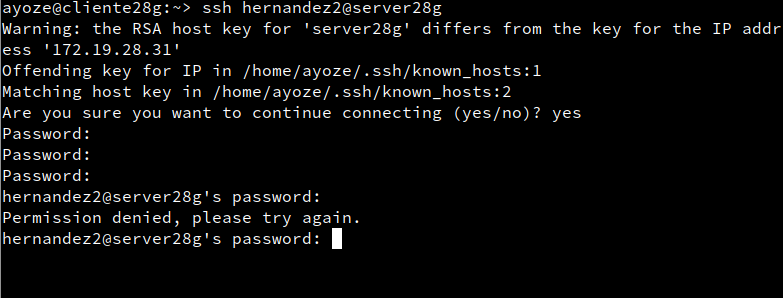 ayoze@cliente28g:~> ssh hernandez2@server28g
Warning: the RSA host key for 'server28g' differs from the key for the IP addr
ess '172.19.28.31'
Offending key for IP in /home/ayoze/.ssh/known_hosts:1
Matching host key in /home/ayoze/.ssh/known_hosts:2
Are you sure you want to continue connecting (yes/no)? yes
Password:
Password:
Password:
hernandez2@server28g's password:
Permission denied, please try again.
hernandez2@server28g's password: